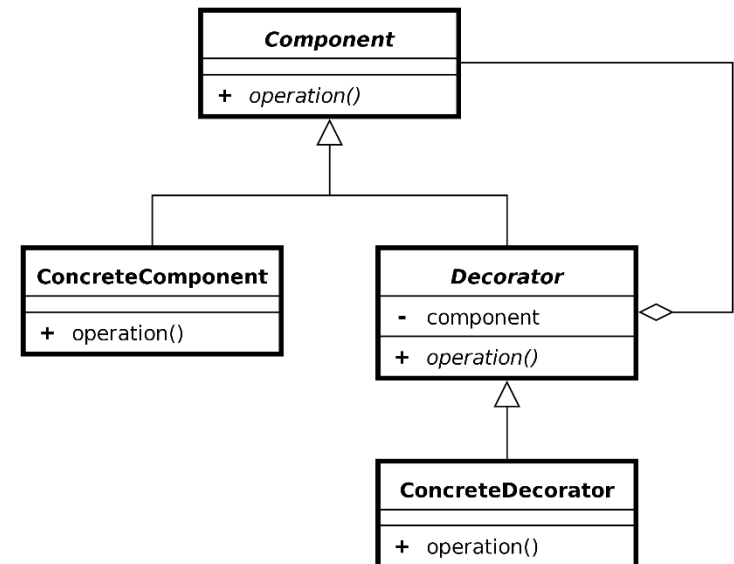 Component
+ operation()
ConcreteComponent
+ operation()
Decorator
- component
+ operation()
ConcreteDecorator
+ operation()